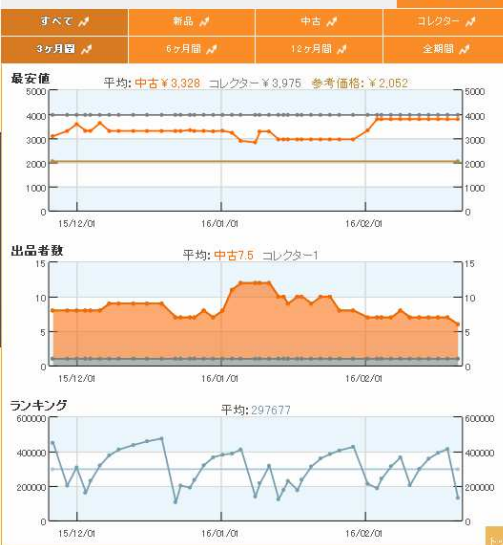 すべて 新品 中古 コレクター
3ヶ月間 6ヶ月間 12ヶ月間 全期間
最安値
平均: 中古￥3,328 コレクター￥3,975 参考価格: ￥2,052
5000 5000
4000 4000
3000 3000
2000 2000
1000 1000
0 0
15/12/01 16/01/01 16/02/01
出品者数
平均: 中古7.5 コレクター1
15 15
10 10
5 5
0 0
15/12/01 16/01/01 16/02/01
ランキング
平均: 297677
600000 600000
400000 400000
200000 200000
0 0
15/12/01 16/01/01 16/02/01